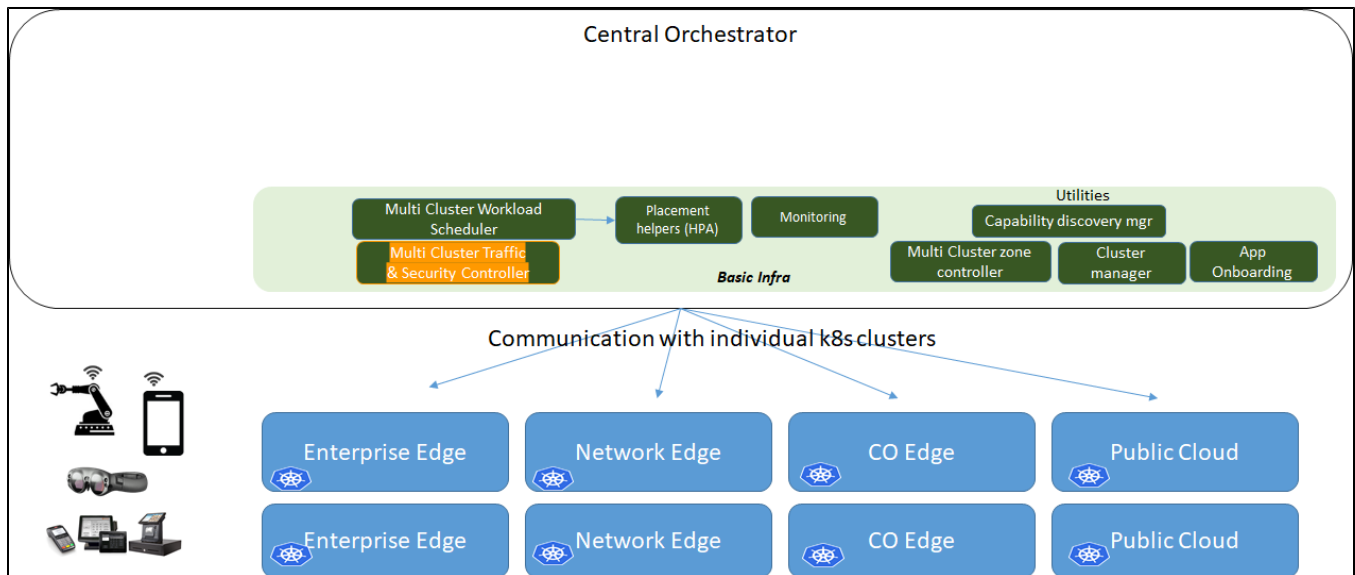 Central Orchestrator
Utilities
Multi Cluster Workload
Scheduler
Placement
helpers (HPA)
Monitoring
Capability discovery mgr
Multi Cluster Traffic
& Security Controller
Multi Cluster zone
controller
Cluster
manager
App
Onboarding
Basic Infra
Communication with individual k8s clusters
Enterprise Edge
Network Edge
CO Edge
Public Cloud
Enterprise Edge
Network Edge
CO Edge
Public Cloud